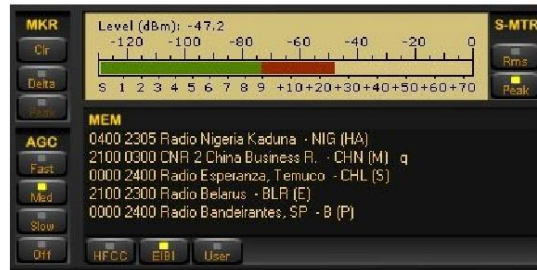 MKR
Level (dBm): -47.2
S-MTR
-120 -100 -80 -60 -40 -20 0
Clr
Rms
Delta
S 1 2 3 4 5 6 7 8 9 +10+20+30+40+50+60+70
Peak
Peak
MEM
AGC
0400 2305 Radio Nigeria Kaduna - NIG (HA)
Fast
2100 0300 CNR 2 China Business R. - CHN (M) q
0000 2400 Radio Esperanza, Temuco - CHL (S)
Med
2100 2300 Radio Belarus - BLR (E)
0000 2400 Radio Bandeirantes, SP - B (P)
Slow
Off
HFCC EIBI User